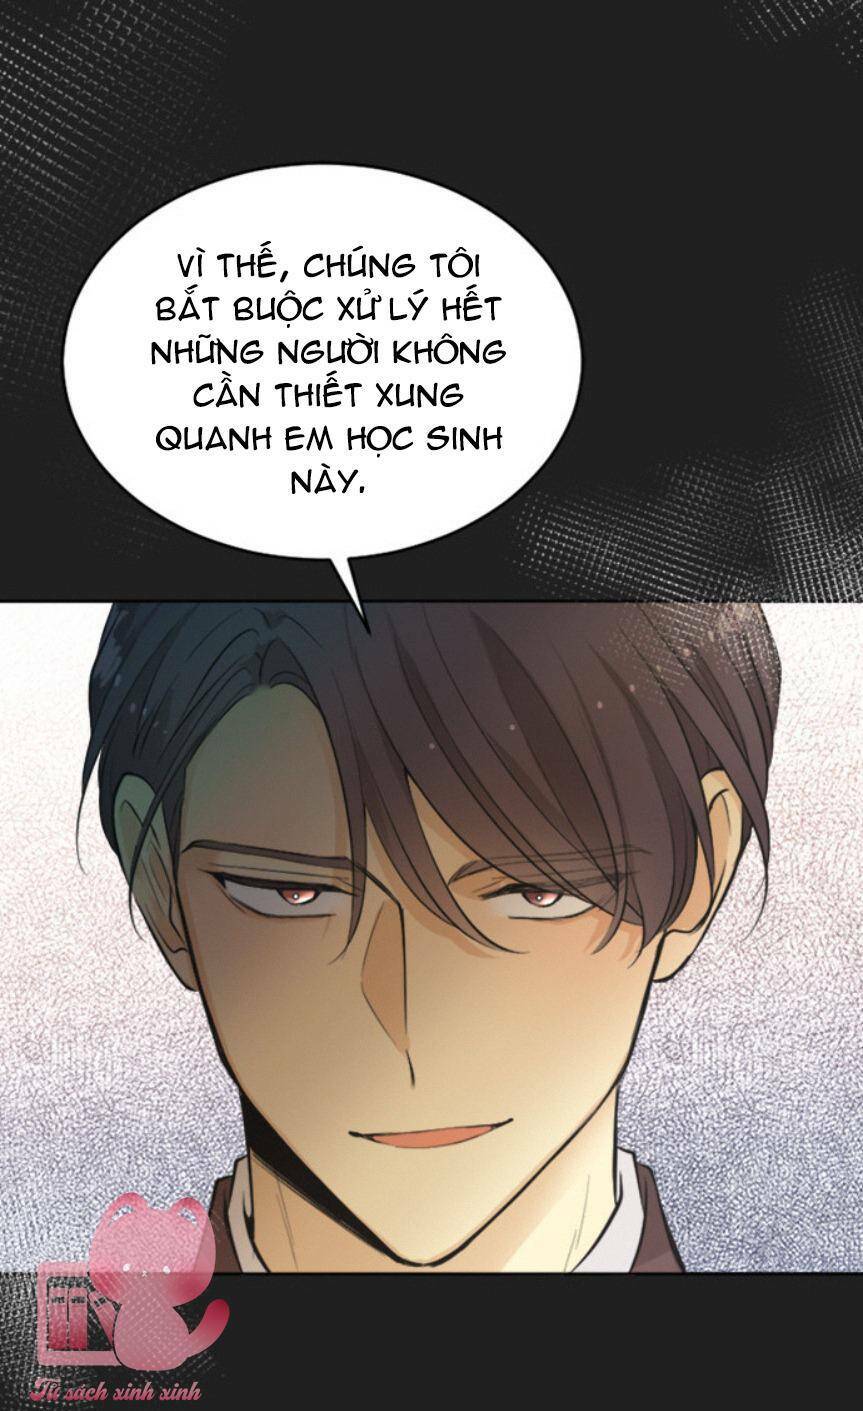 VÌ THẾ, CHÚNG TÔI
BẮT BUỘC XỬ LÝ HẾT
NHỮNG NGƯỜI KHÔNG
CẦN THIẾT XUNG
QUANH EM HỌC SINH
NÀY.
Tủ sách xinh xinh